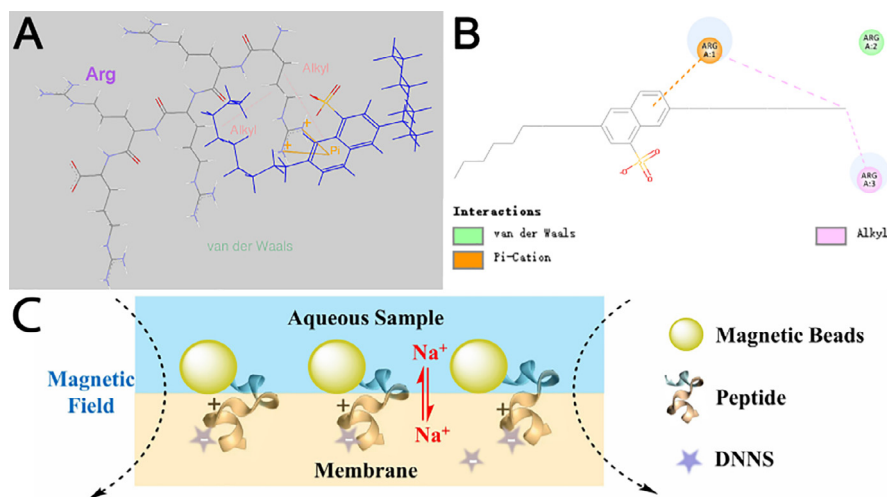 A
Arg
Alkyl
Alkyl
+
+
Pi
van der Waals
B
ARG
A:1
ARG
A:2
ARG
A:3
Interactions
van der Waals
Pi-Cation
Alkyl
C
Aqueous Sample
Magnetic
Field
Na⁺
Na⁺
+
+
+
Membrane
Magnetic Beads
Peptide
DNNS